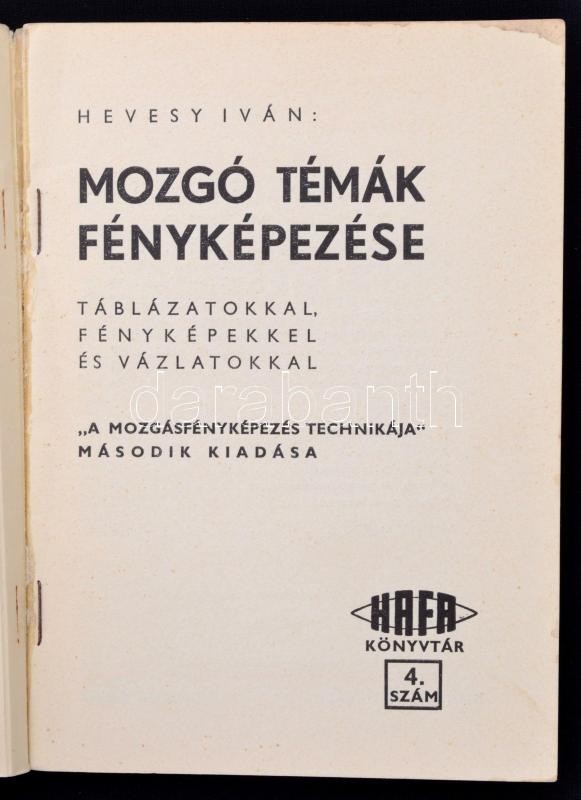 HEVESY IVÁN:
MOZGÓ TÉMÁK
FÉNYKÉPEZÉSE
TÁBLÁZATOKKAL,
FÉNYKÉPEKKEL
ÉS VÁZLATOKKAL
darabanth
„A MOZGÁSFÉNYKÉPEZÉS TECHNIKÁJA"
MÁSODIK KIADÁSA
HAFA
KÖNYVTÁR
4.
SZÁM